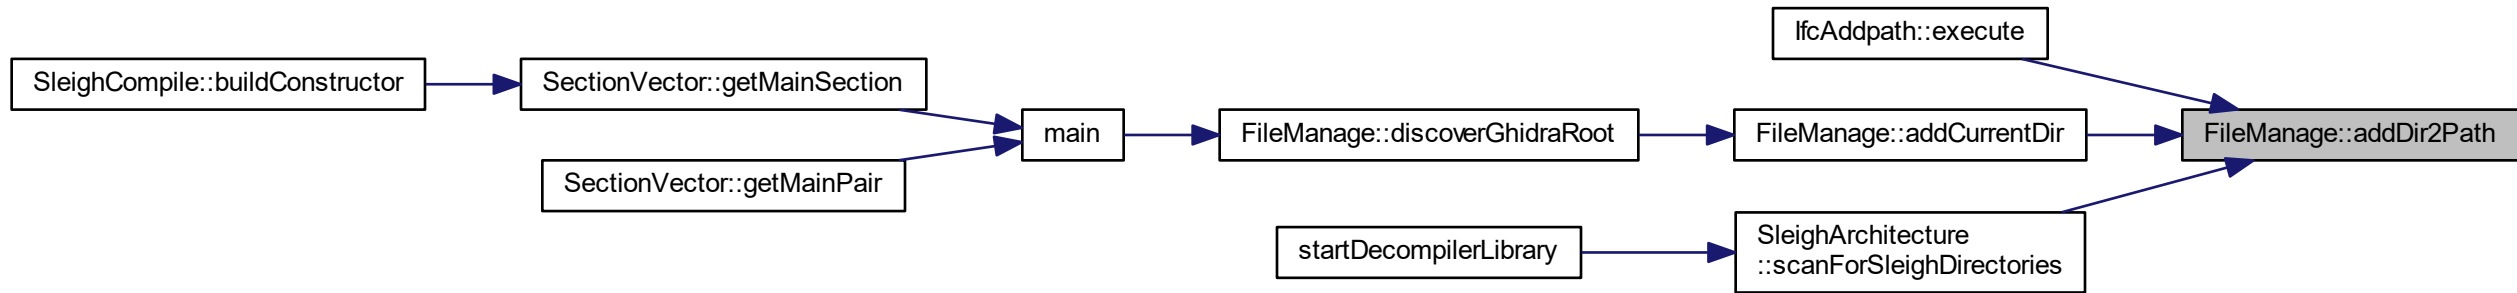 IfcAddpath::execute
SleighCompile::buildConstructor
SectionVector::getMainSection
main
FileManage::discoverGhidraRoot
FileManage::addCurrentDir
FileManage::addDir2Path
SectionVector::getMainPair
startDecompilerLibrary
SleighArchitecture
::scanForSleighDirectories